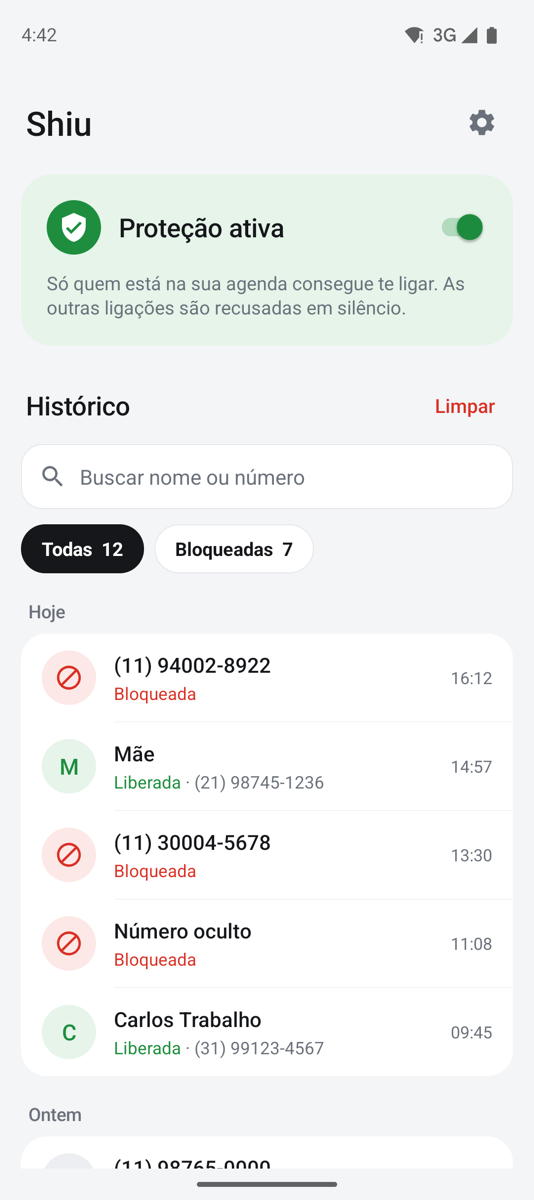 4:42
3G
Shiu
Proteção ativa
Só quem está na sua agenda consegue te ligar. As
outras ligações são recusadas em silêncio.
Histórico
Limpar
Buscar nome ou número
Todas 12
Bloqueadas 7
Hoje
(11) 94002-8922
Bloqueada
16:12
M
Mãe
Liberada · (21) 98745-1236
14:57
(11) 30004-5678
Bloqueada
13:30
Número oculto
Bloqueada
11:08
C
Carlos Trabalho
Liberada · (31) 99123-4567
09:45
Ontem
(11) 98765-0000